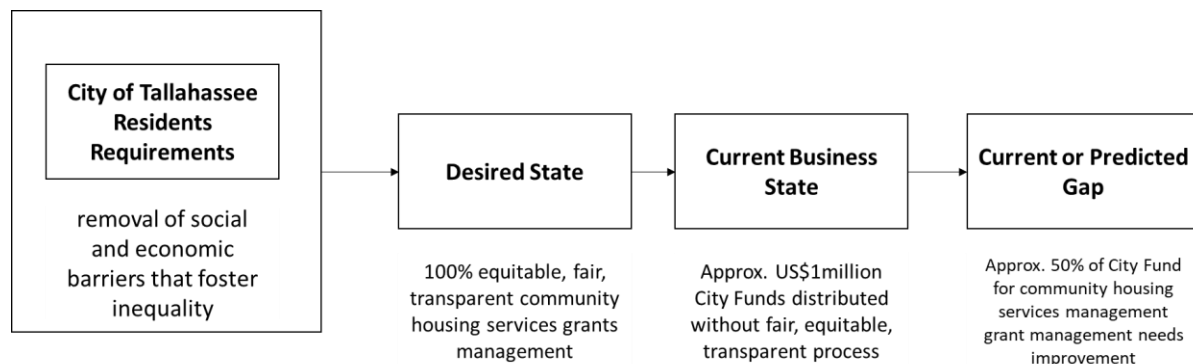 City of Tallahassee
Residents
Requirements
removal of social
and economic
barriers that foster
inequality
Desired State
100% equitable, fair,
transparent community
housing services grants
management
Current Business
State
Approx. US$1million
City Funds distributed
without fair, equitable,
transparent process
Current or Predicted
Gap
Approx. 50% of City Fund
for community housing
services management
grant management needs
improvement